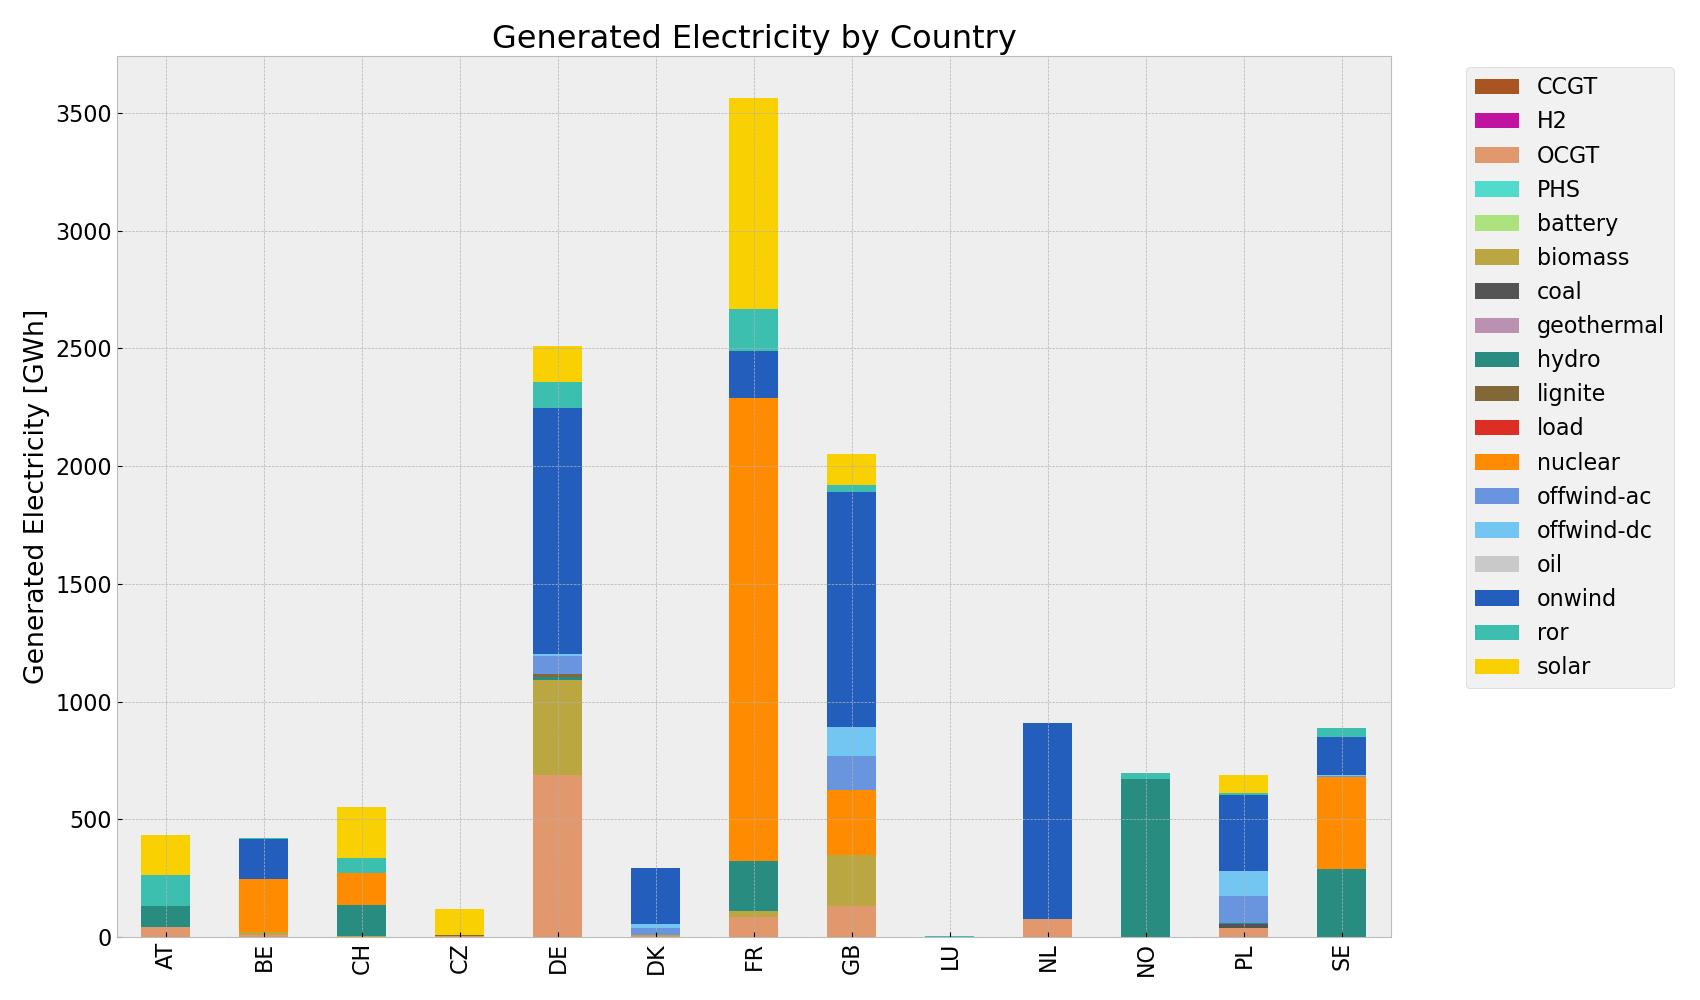 Generated Electricity by Country
Generated Electricity [GWh]
3500
3000
2500
2000
1500
1000
500
0
AT
BE
CH
CZ
DE
DK
FR
GB
LU
NL
NO
PL
SE
CCGT
H2
OCGT
PHS
battery
biomass
coal
geothermal
hydro
lignite
load
nuclear
offwind-ac
offwind-dc
oil
onwind
ror
solar